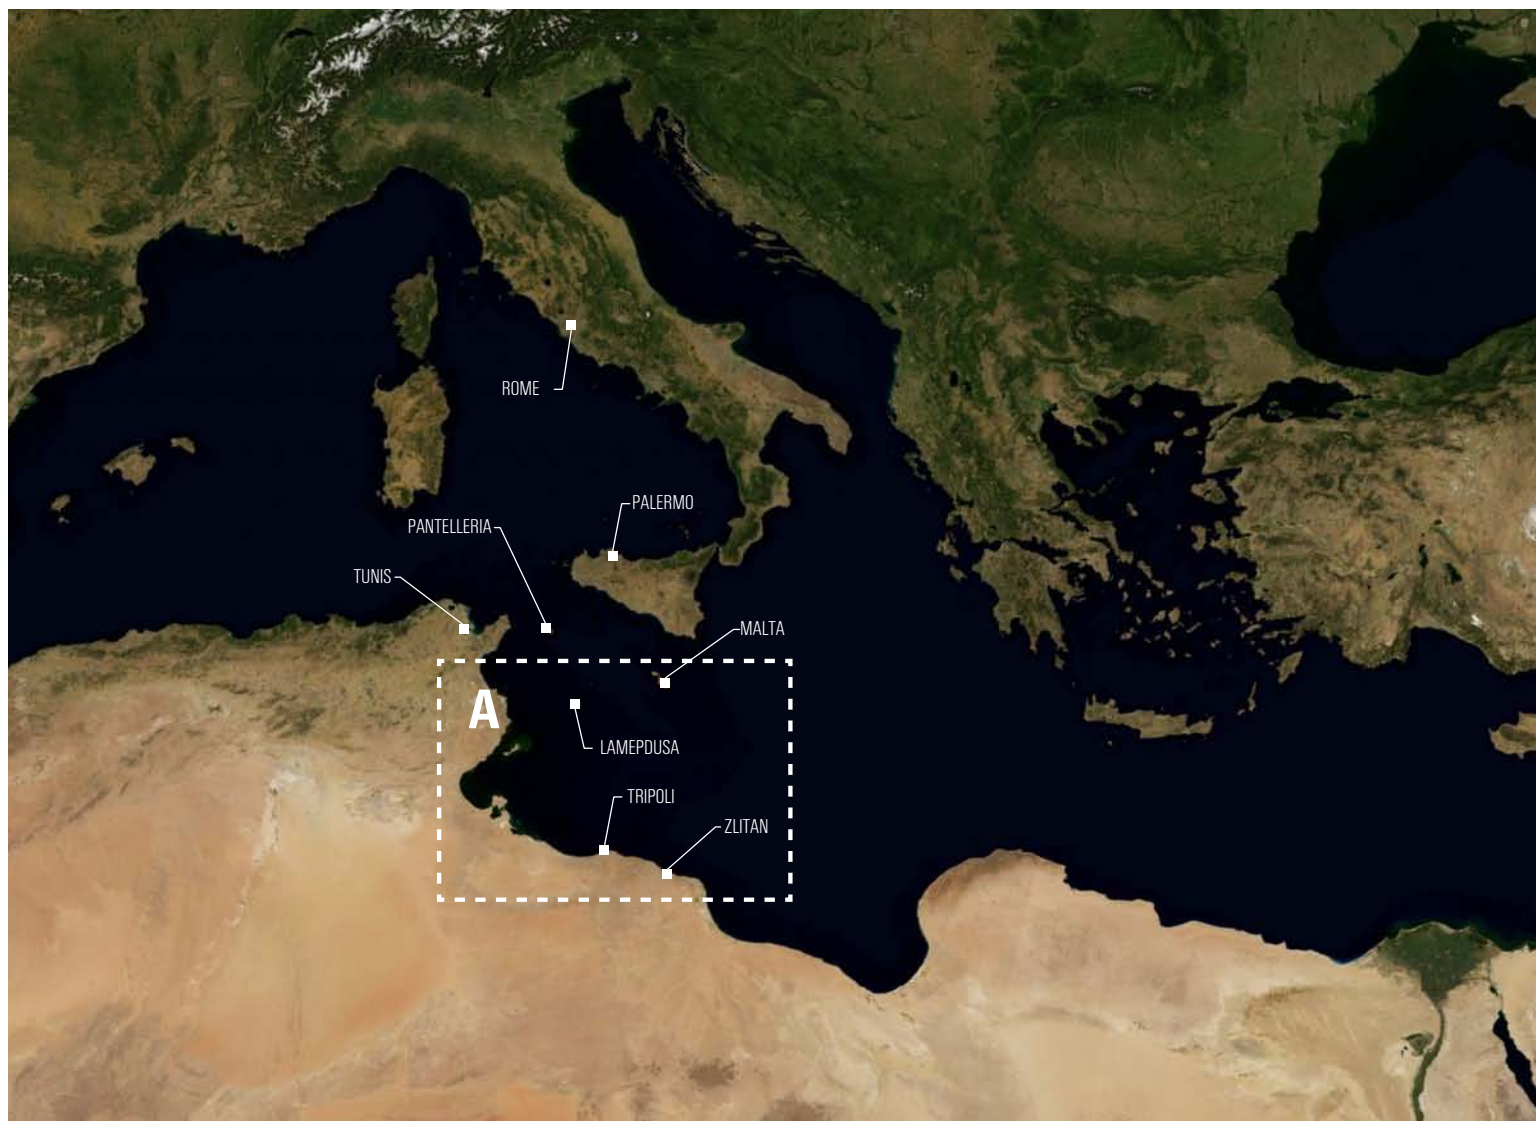 ROME
PALERMO
PANTELLERIA
TUNIS
MALTA
A
LAMEPDUSA
TRIPOLI
ZLITAN